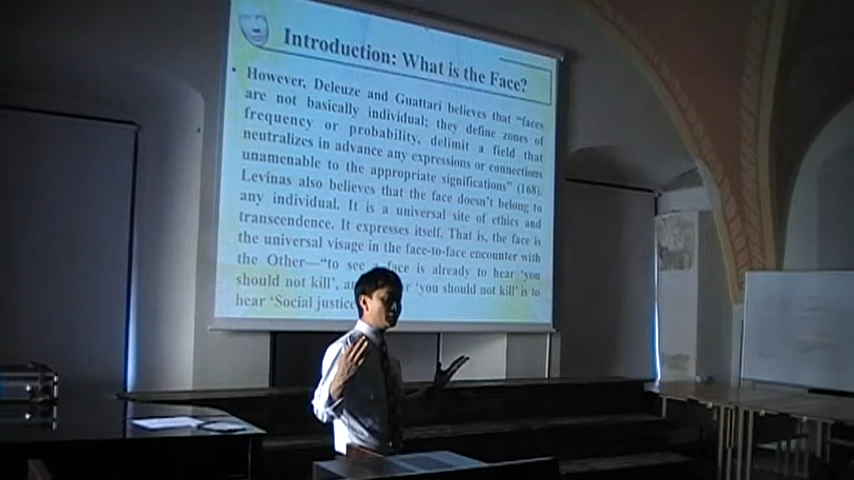 Introduction: What is the Face?
• However, Deleuze and Guattari believes that “faces
are not basically individual; they define zones of
frequency or probability, delimit a field that
neutralizes in advance any expressions or connections
unamenable to the appropriate significations” (168).
Levinas also believes that the face doesn’t belong to
any individual. It is a universal site of ethics and
transcendence. It expresses itself. That is, the face is
the universal visage in the face-to-face encounter with
the Other—“to see a face is already to hear ‘you
should not kill’, ‘you should not kill’ is to
hear ‘Social justice